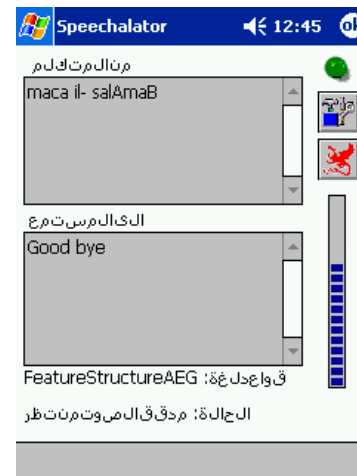 Speechalator 12:45 ok
من المتكلم
maca il- salAmaB
الى المستمع
Good bye
قواعد لغة: FeatureStructureAEG
الحالة: مدقق الصوت منتظر